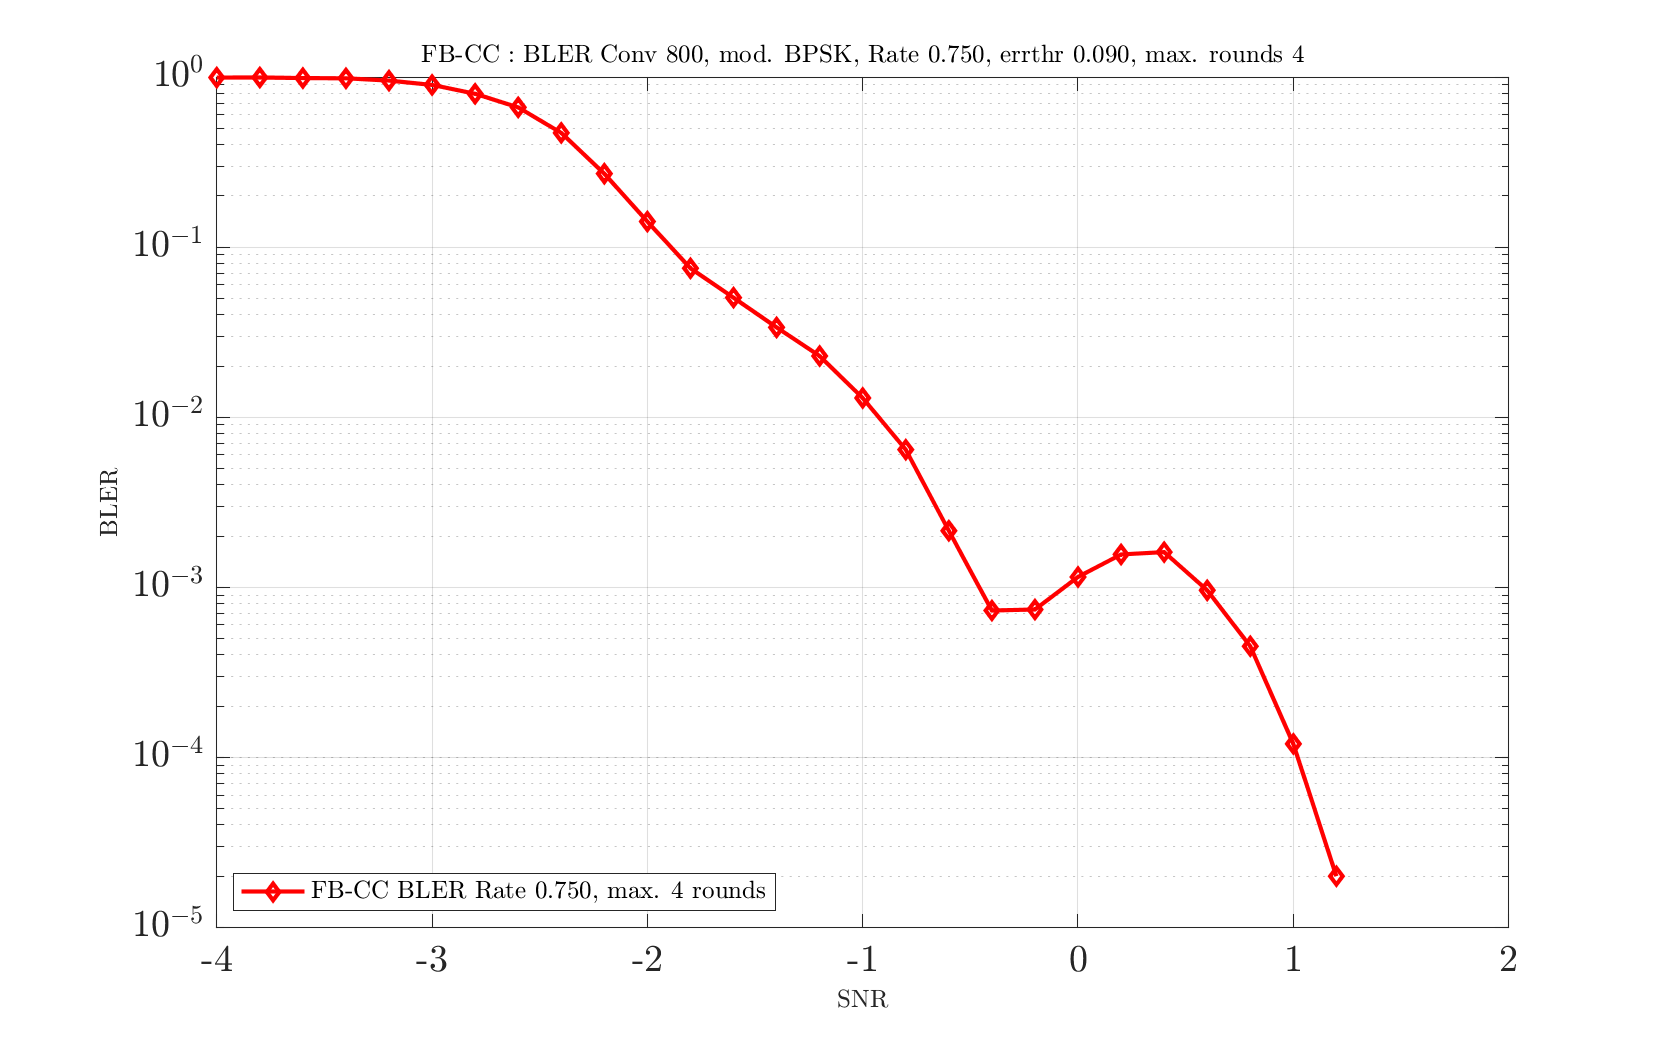 FB-CC : BLER Conv 800, mod. BPSK, Rate 0.750, errthr 0.090, max. rounds 4
10^0
10^-1
10^-2
10^-3
10^-4
10^-5
BLER
FB-CC BLER Rate 0.750, max. 4 rounds
-4 -3 -2 -1 0 1 2
SNR